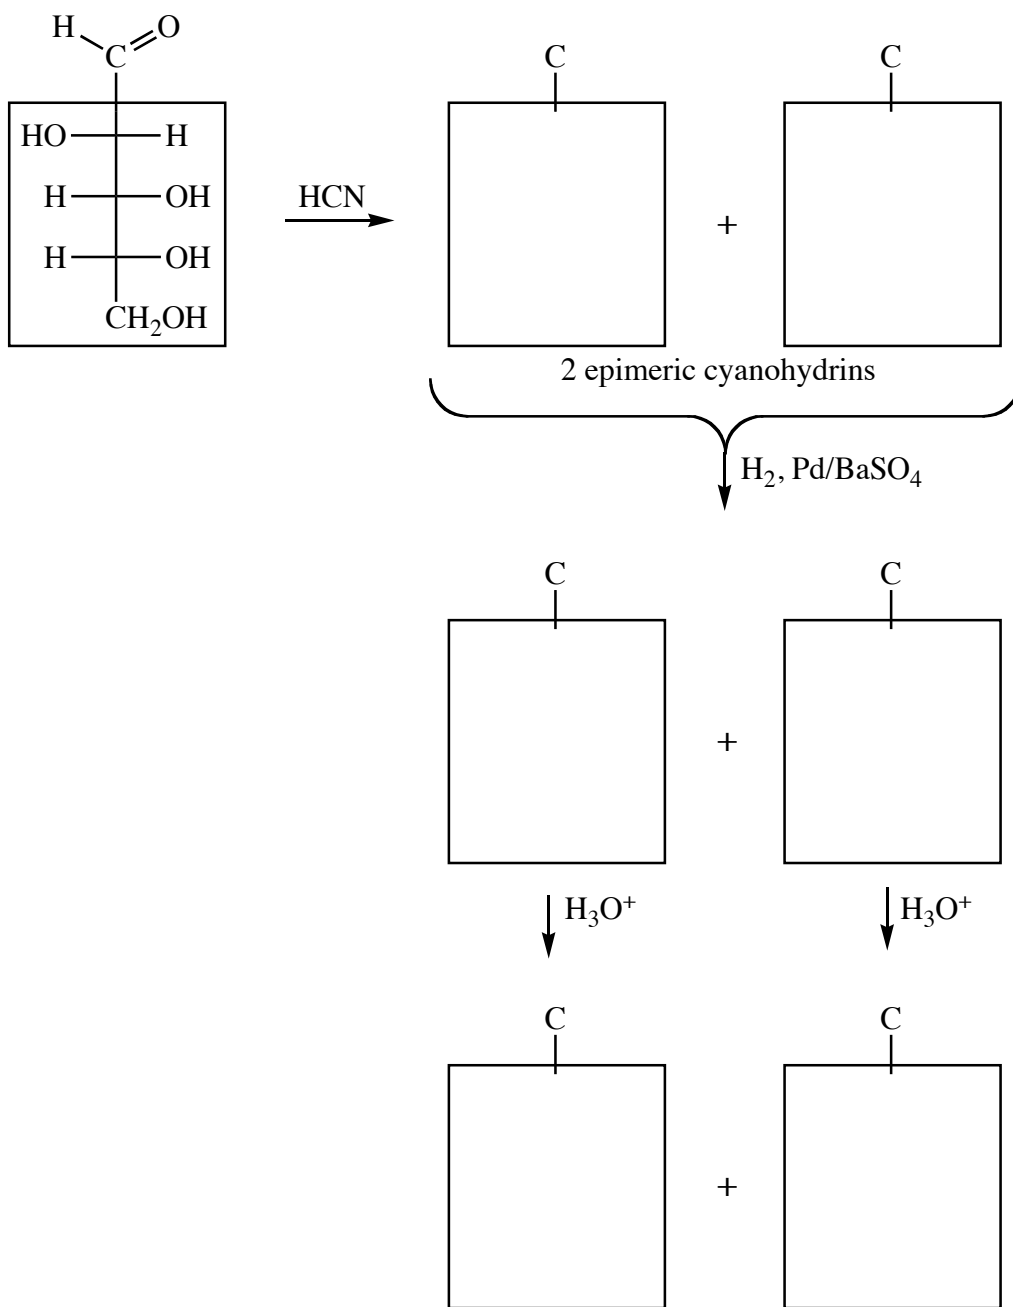 H O
C
HO H
H OH
H OH
CH₂OH
HCN
C
+
C
2 epimeric cyanohydrins
H₂, Pd/BaSO₄
C
+
C
H₃O⁺
H₃O⁺
C
+
C